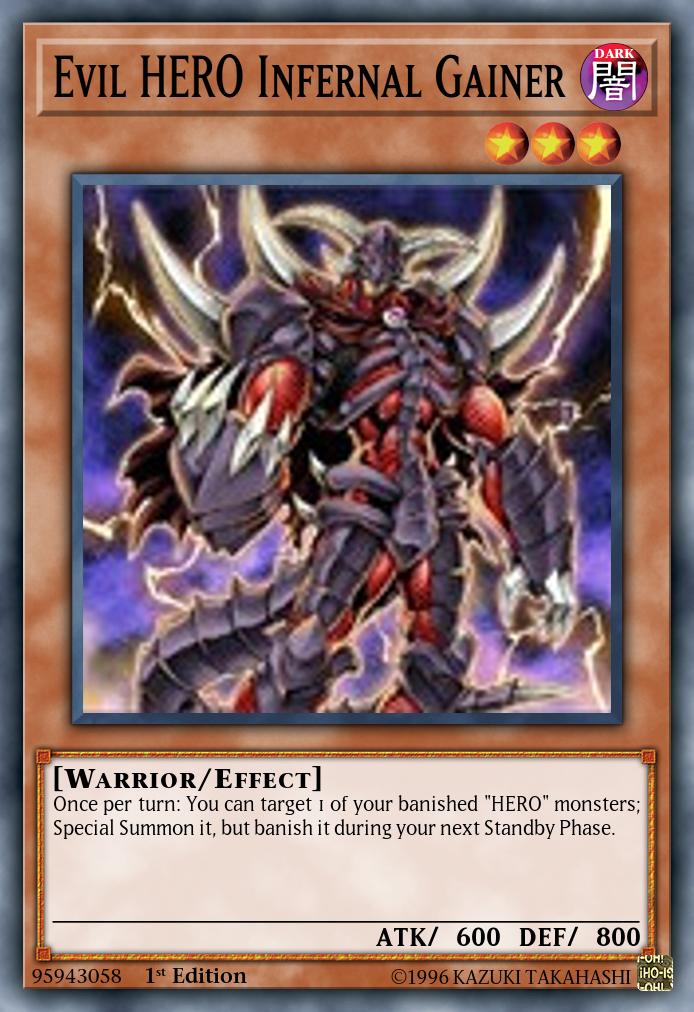 EVIL HERO INFERNAL GAINER
DARK
闇
[WARRIOR/EFFECT]
Once per turn: You can target 1 of your banished "HERO" monsters;
Special Summon it, but banish it during your next Standby Phase.
ATK/ 600 DEF/ 800
95943058 1st Edition ©1996 KAZUKI TAKAHASHI